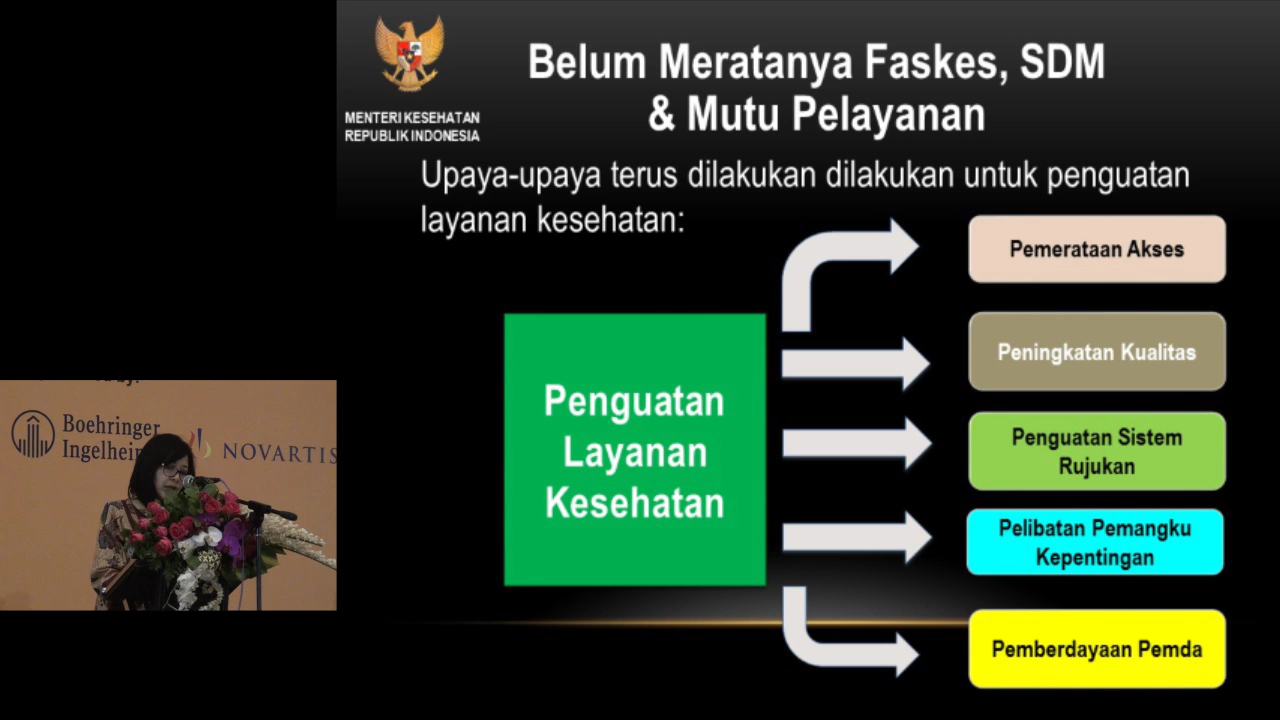 MENTERI KESEHATAN
REPUBLIK INDONESIA
Belum Meratanya Faskes, SDM
& Mutu Pelayanan
Upaya-upaya terus dilakukan dilakukan untuk penguatan
layanan kesehatan:
Penguatan
Layanan
Kesehatan
Pemerataan Akses
Peningkatan Kualitas
Penguatan Sistem
Rujukan
Pelibatan Pemangku
Kepentingan
Pemberdayaan Pemda
by:
Boehringer
Ingelheim
NOVARTIS